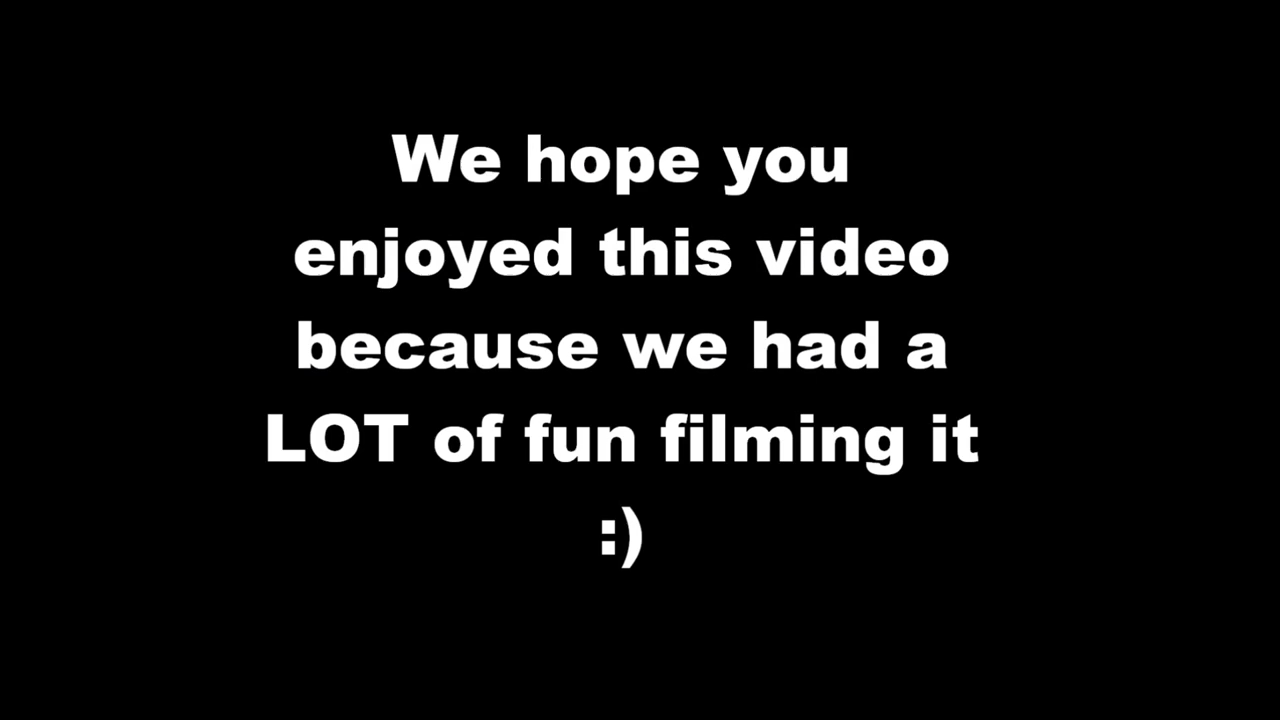 We hope you
enjoyed this video
because we had a
LOT of fun filming it
:)